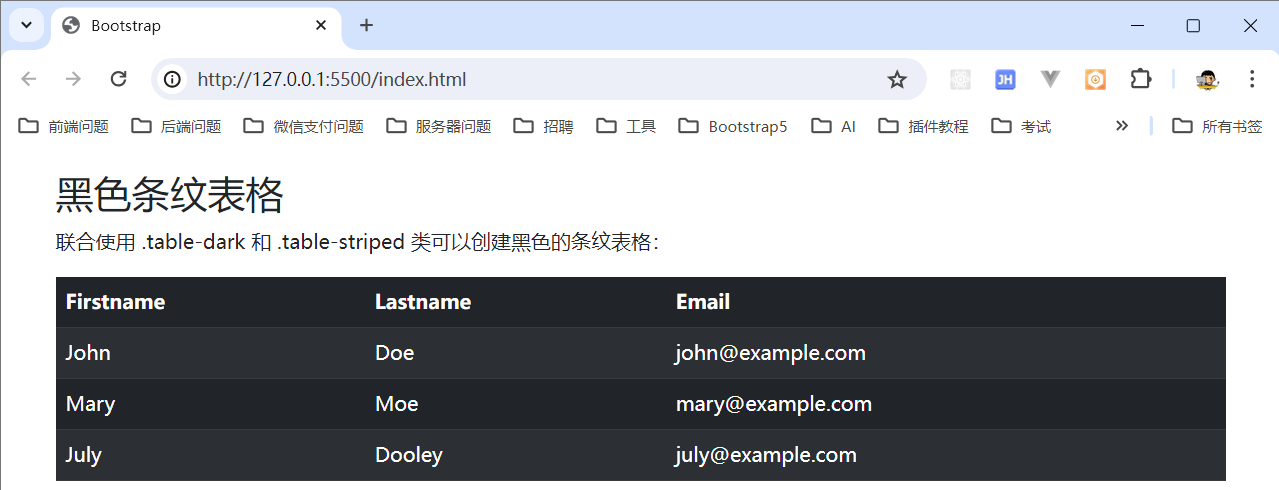 Bootstrap
http://127.0.0.1:5500/index.html
JH
前端问题 后端问题 微信支付问题 服务器问题 招聘 工具 Bootstrap5 AI 插件教程 考试 所有书签
黑色条纹表格
联合使用 .table-dark 和 .table-striped 类可以创建黑色的条纹表格：
Firstname Lastname Email
John Doe john@example.com
Mary Moe mary@example.com
July Dooley july@example.com